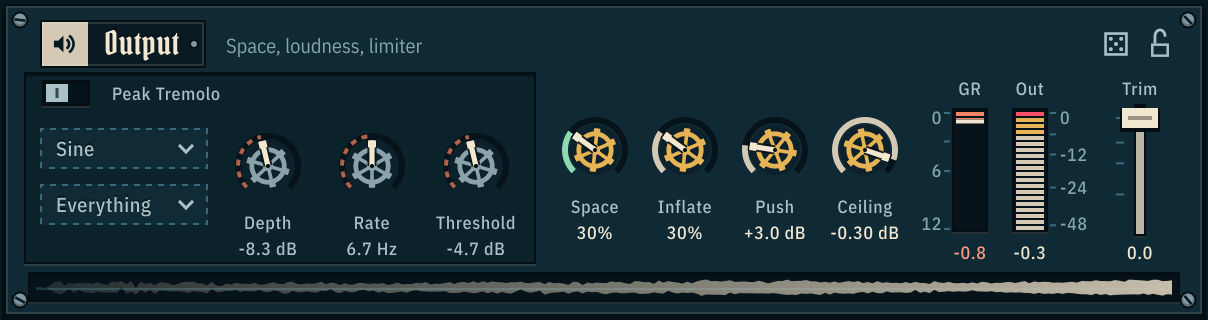 Output
Space, loudness, limiter
Peak Tremolo
Sine
Everything
Depth
-8.3 dB
Rate
6.7 Hz
Threshold
-4.7 dB
Space
30%
Inflate
30%
Push
+3.0 dB
Ceiling
-0.30 dB
GR
0
6
12
-0.8
Out
-0
-12
-24
-48
-0.3
Trim
0.0